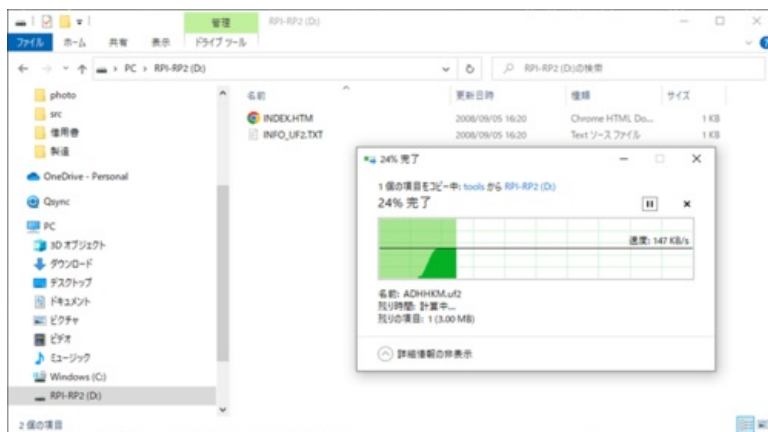 管理
RPI-RP2 (D:)
ファイル ホーム 共有 表示 ドライブ ツール
PC > RPI-RP2 (D:)
RPI-RP2 (D:)の検索
photo
src
信用書
製造
OneDrive - Personal
Qsync
PC
3D オブジェクト
ダウンロード
デスクトップ
ドキュメント
ピクチャ
ビデオ
ミュージック
Windows (C:)
RPI-RP2 (D:)
名前 更新日時 種類 サイズ
INDEX.HTM 2008/09/05 16:20 Chrome HTML Do... 1 KB
INFO_UF2.TXT 2008/09/05 16:20 Text ソース ファイル 1 KB
24% 完了
1 個の項目をコピー中: tools から RPI-RP2 (D:)
24% 完了
速度: 147 KB/s
名前: ADHHKM.uf2
残り時間: 計算中...
残りの項目: 1 (3.00 MB)
詳細情報の非表示
2 個の項目